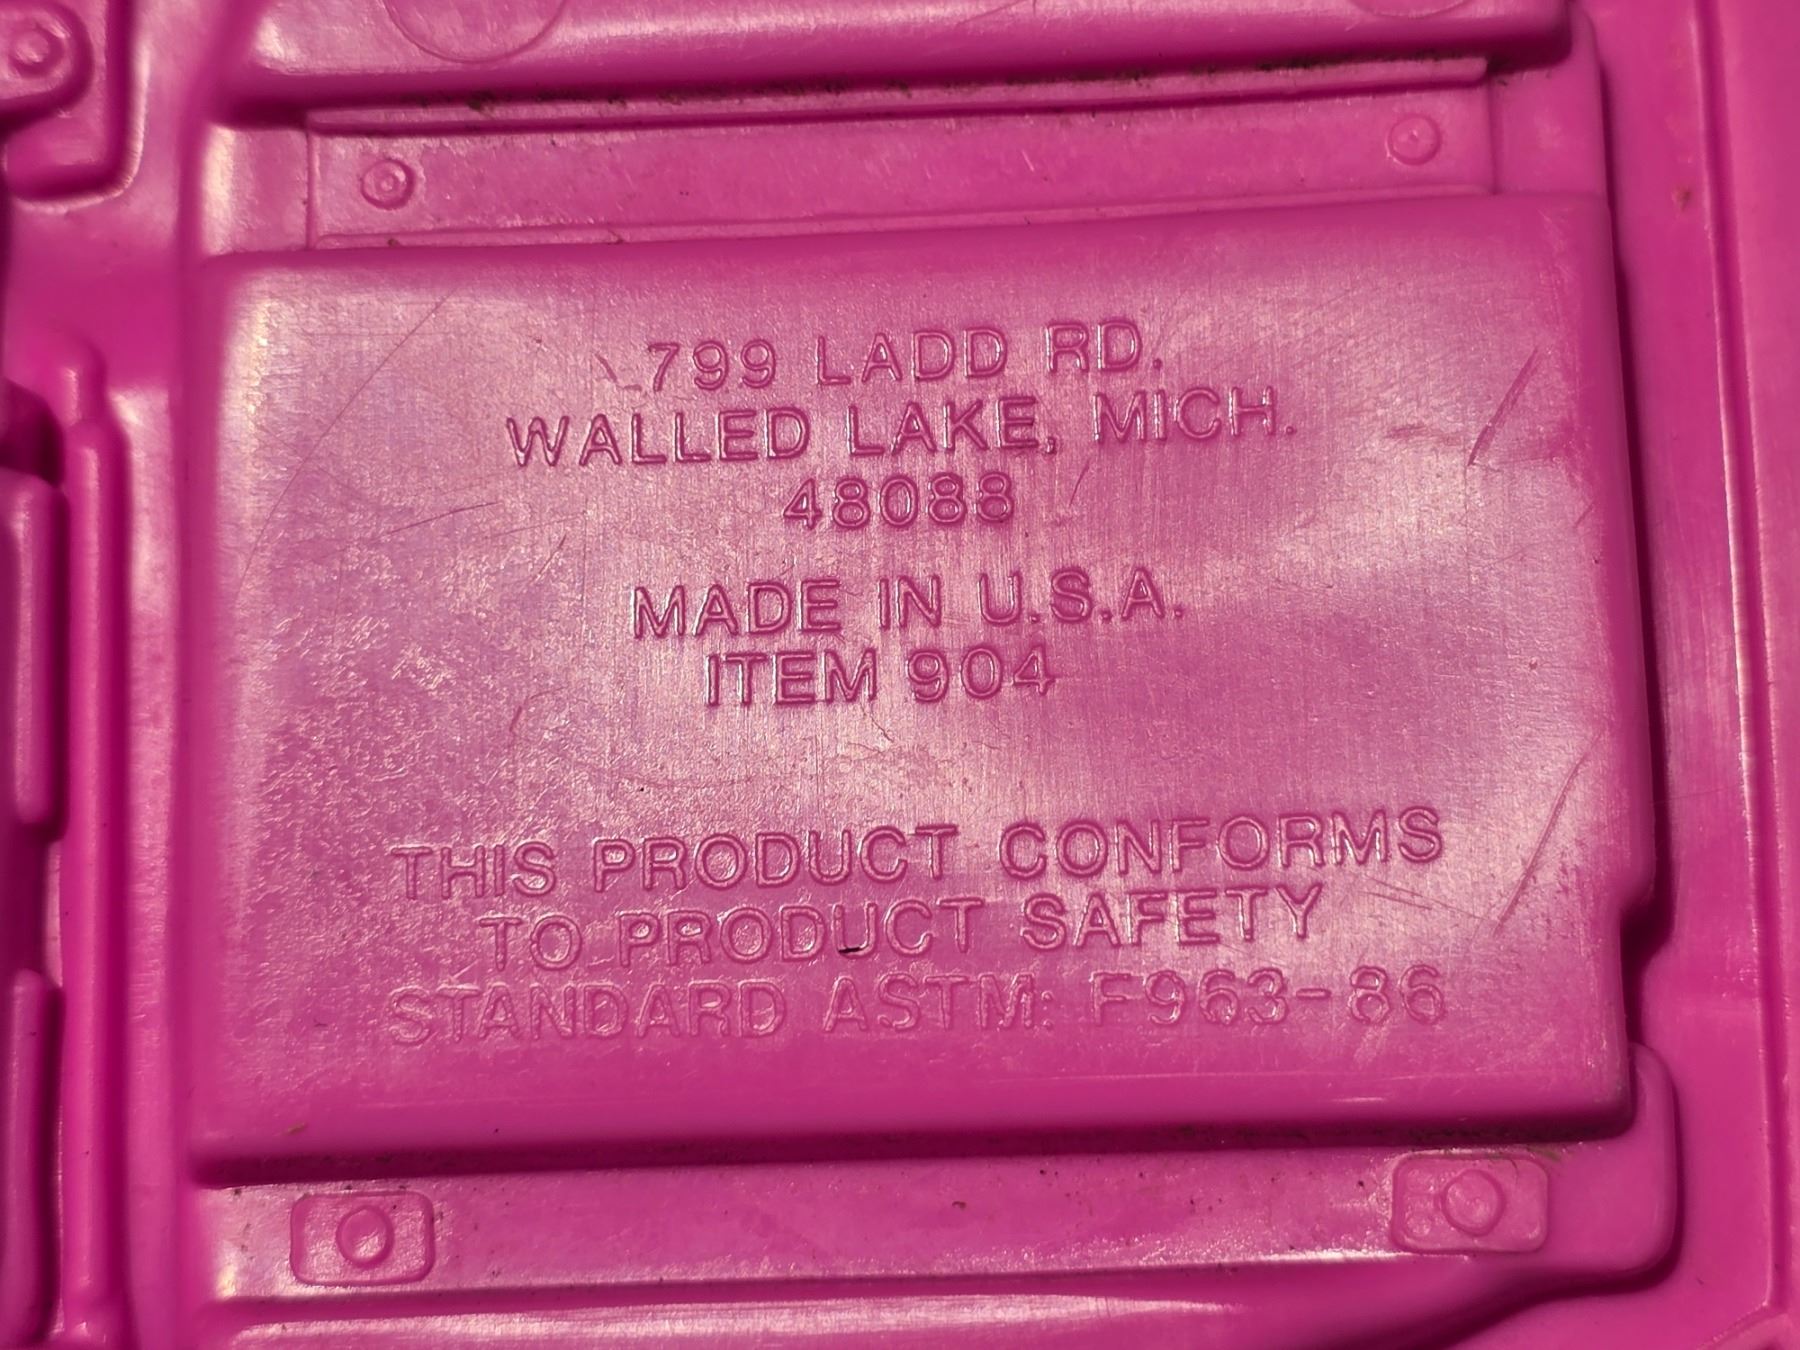 799 LADD RD.
WALLED LAKE, MICH.
48088
MADE IN U.S.A.
ITEM 904
THIS PRODUCT CONFORMS
TO PRODUCT SAFETY
STANDARD ASTM: F963-86